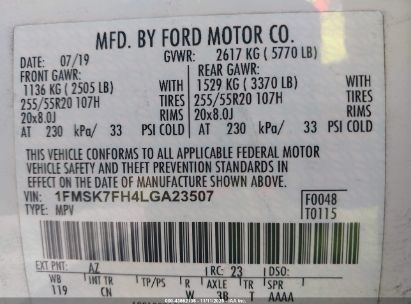 MFD. BY FORD MOTOR CO.
DATE: 07/19 GVWR: 2617 KG ( 5770 LB)
FRONT GAWR: REAR GAWR:
1136 KG ( 2505 LB) WITH 1529 KG ( 3370 LB) WITH
255/55R20 107H TIRES 255/55R20 107H TIRES
20x8.0J RIMS 20x8.0J RIMS
AT 230 kPa/ 33 PSI COLD AT 230 kPa/ 33 PSI COLD
THIS VEHICLE CONFORMS TO ALL APPLICABLE FEDERAL MOTOR
VEHICLE SAFETY AND THEFT PREVENTION STANDARDS IN
EFFECT ON THE DATE OF MANUFACTURE SHOWN ABOVE.
VIN: 1FMSK7FH4LGA23507 F0048
TYPE: MPV T0115
EXT PNT: AZ RC: 23 DSO:
WB INT TR TP/PS R AXLE TR SPR
119 CN W 3B T AAAA